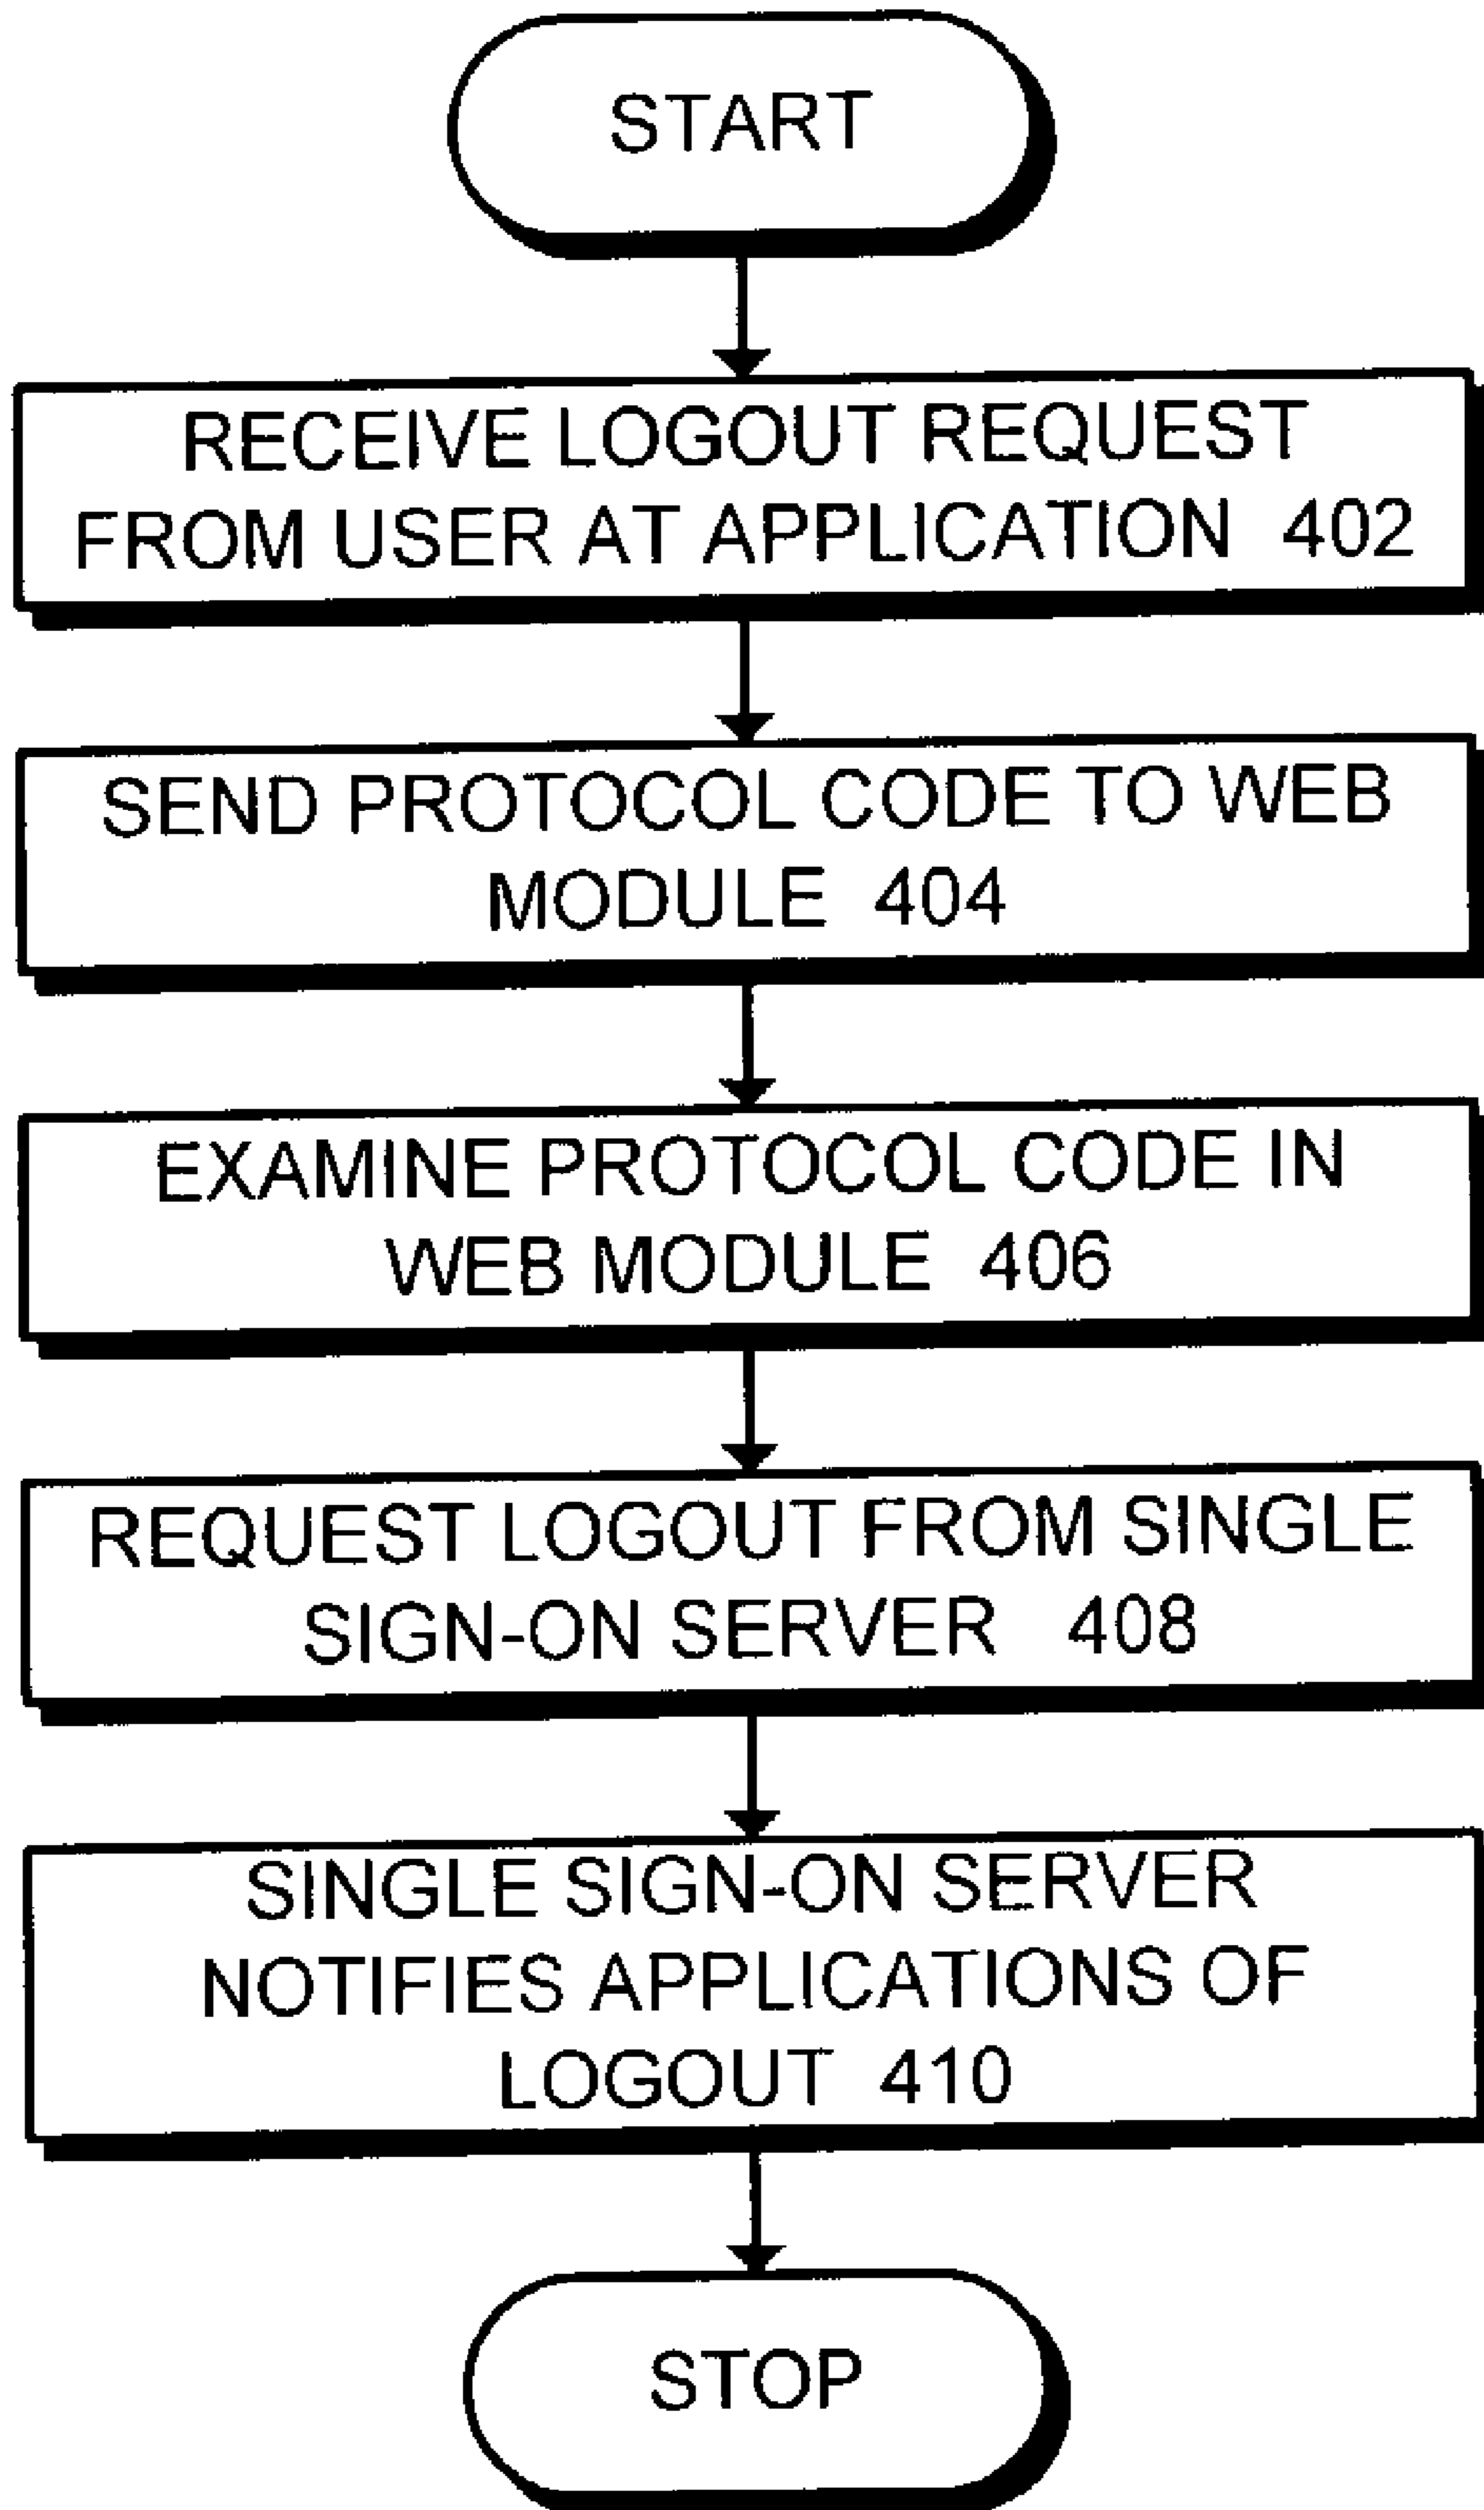 START
RECEIVE LOGOUT REQUEST
FROM USER AT APPLICATION 402
SEND PROTOCOL CODE TO WEB
MODULE 404
EXAMINE PROTOCOL CODE IN
WEB MODULE 406
REQUEST LOGOUT FROM SINGLE
SIGN-ON SERVER 408
SINGLE SIGN-ON SERVER
NOTIFIES APPLICATIONS OF
LOGOUT 410
STOP